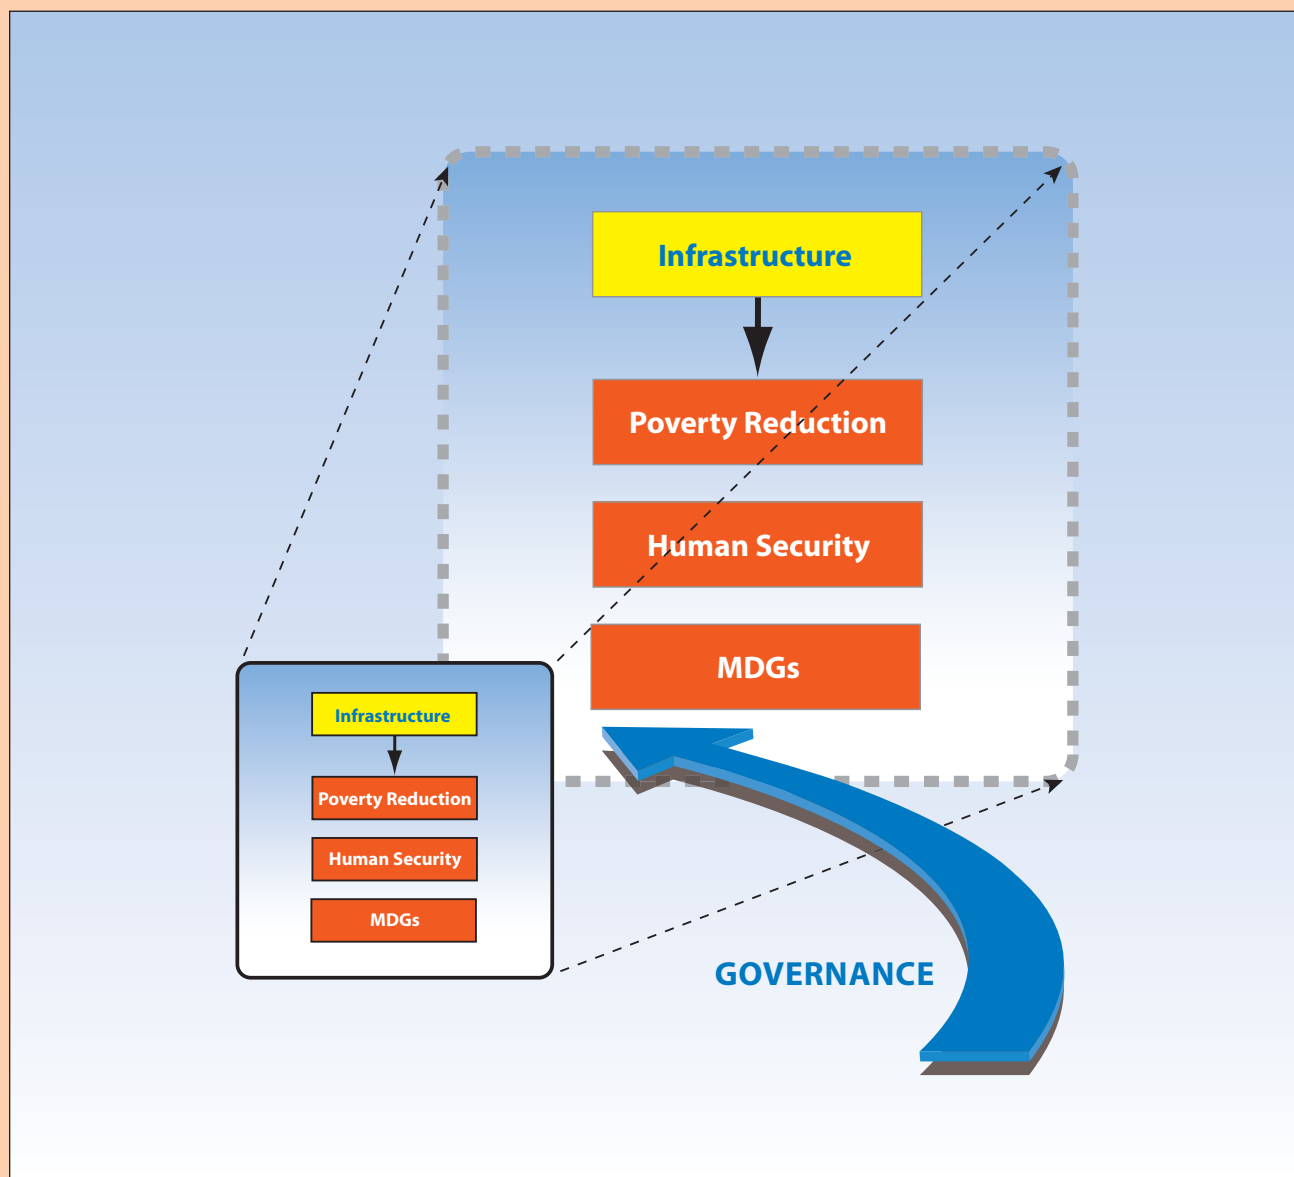 Infrastructure
Poverty Reduction
Human Security
MDGs
Infrastructure
Poverty Reduction
Human Security
MDGs
GOVERNANCE